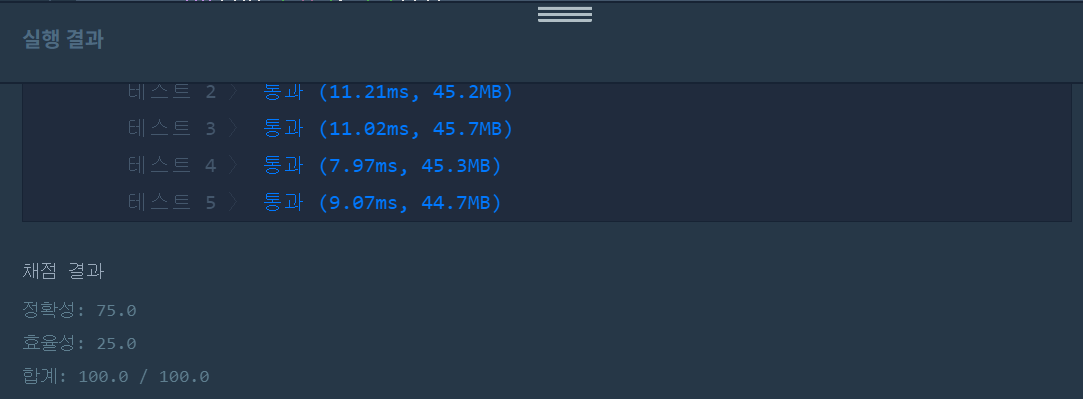 실행 결과
테스트 2 〉 통과 (11.21ms, 45.2MB)
테스트 3 〉 통과 (11.02ms, 45.7MB)
테스트 4 〉 통과 (7.97ms, 45.3MB)
테스트 5 〉 통과 (9.07ms, 44.7MB)
채점 결과
정확성: 75.0
효율성: 25.0
합계: 100.0 / 100.0